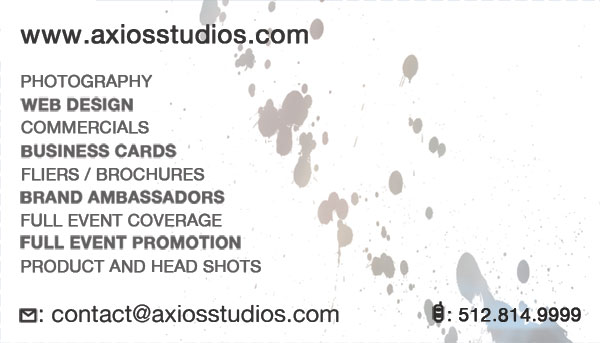 www.axiosstudios.com
PHOTOGRAPHY
WEB DESIGN
COMMERCIALS
BUSINESS CARDS
FLIERS / BROCHURES
BRAND AMBASSADORS
FULL EVENT COVERAGE
FULL EVENT PROMOTION
PRODUCT AND HEAD SHOTS
: contact@axiosstudios.com : 512.814.9999